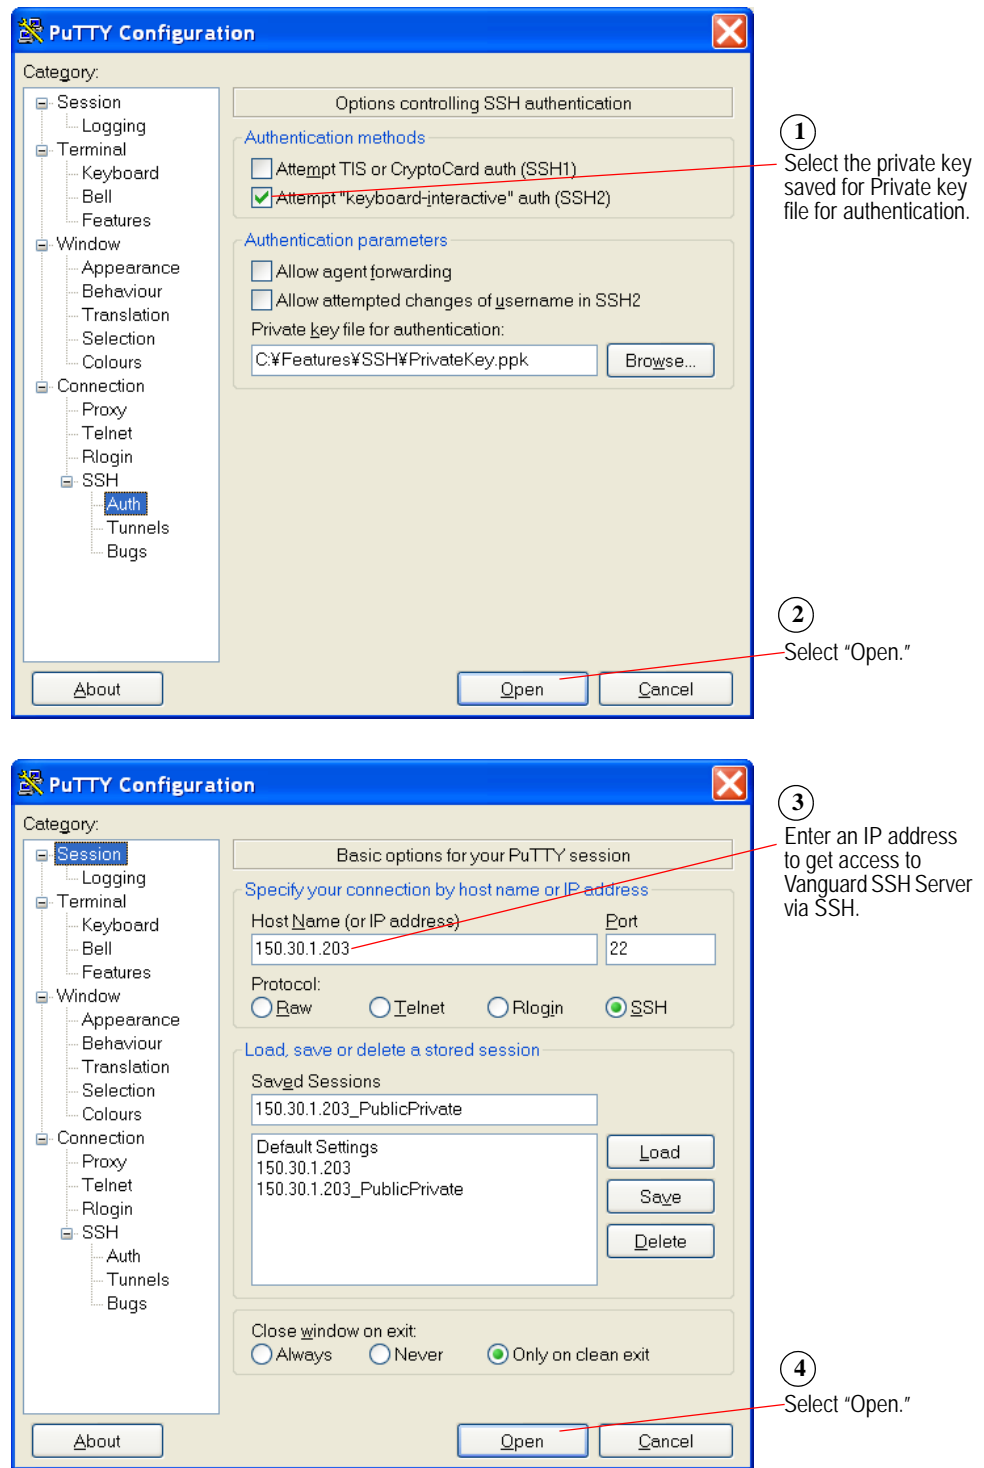 PuTTY Configuration
Category:
Session
Logging
Terminal
Keyboard
Bell
Features
Window
Appearance
Behaviour
Translation
Selection
Colours
Connection
Proxy
Telnet
Rlogin
SSH
Auth
Tunnels
Bugs
Options controlling SSH authentication
Authentication methods
Attempt TIS or CryptoCard auth (SSH1)
Attempt "keyboard-interactive" auth (SSH2)
Authentication parameters
Allow agent forwarding
Allow attempted changes of username in SSH2
Private key file for authentication:
C:¥Features¥SSH¥PrivateKey.ppk
Browse...
About
Open
Cancel
1
Select the private key
saved for Private key
file for authentication.
2
Select “Open.”
PuTTY Configuration
Category:
Session
Logging
Terminal
Keyboard
Bell
Features
Window
Appearance
Behaviour
Translation
Selection
Colours
Connection
Proxy
Telnet
Rlogin
SSH
Auth
Tunnels
Bugs
Basic options for your PuTTY session
Specify your connection by host name or IP address
Host Name (or IP address)
Port
150.30.1.203
22
Protocol:
Raw
Telnet
Rlogin
SSH
Load, save or delete a stored session
Saved Sessions
150.30.1.203_PublicPrivate
Default Settings
150.30.1.203
150.30.1.203_PublicPrivate
Load
Save
Delete
Close window on exit:
Always
Never
Only on clean exit
About
Open
Cancel
3
Enter an IP address
to get access to
Vanguard SSH Server
via SSH.
4
Select “Open.”